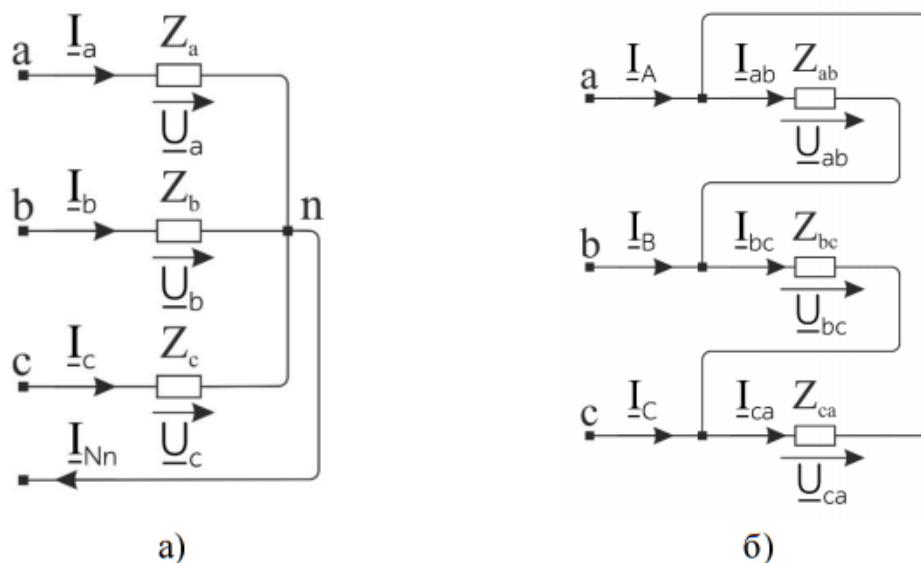 I_a Z_a
a
U_a
I_b Z_b
b n
U_b
I_c Z_c
c
U_c
I_Nn
а)
I_A I_ab Z_ab
a
U_ab
I_B I_bc Z_bc
b
U_bc
I_C I_ca Z_ca
c
U_ca
б)